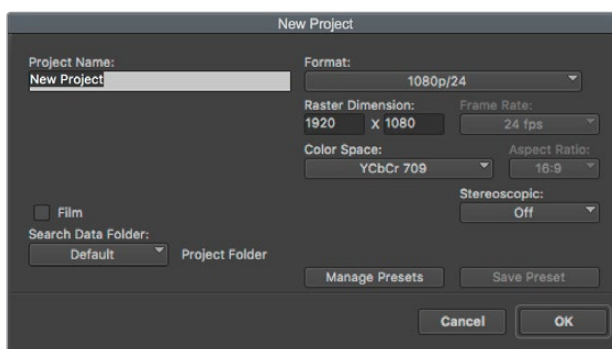 New Project
Project Name:
New Project
Format:
1080p/24
Raster Dimension:
1920 x 1080
Frame Rate:
24 fps
Color Space:
YCbCr 709
Aspect Ratio:
16:9
Stereoscopic:
Off
Film
Search Data Folder:
Default
Project Folder
Manage Presets
Save Preset
Cancel
OK